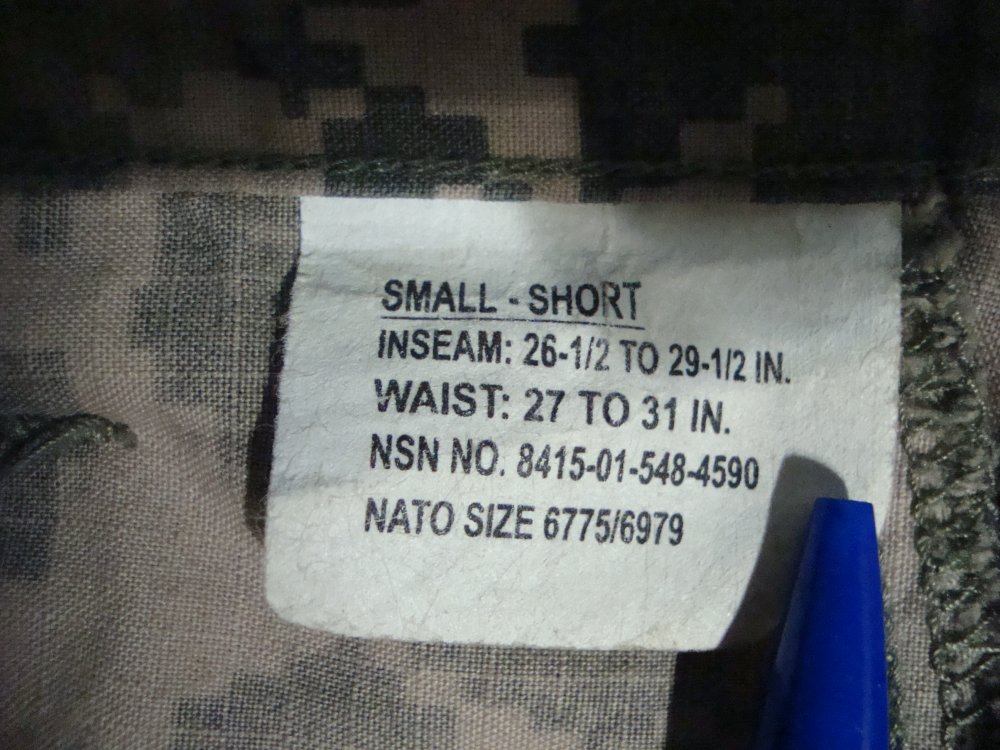 SMALL - SHORT
INSEAM: 26-1/2 TO 29-1/2 IN.
WAIST: 27 TO 31 IN.
NSN NO. 8415-01-548-4590
NATO SIZE 6775/6979